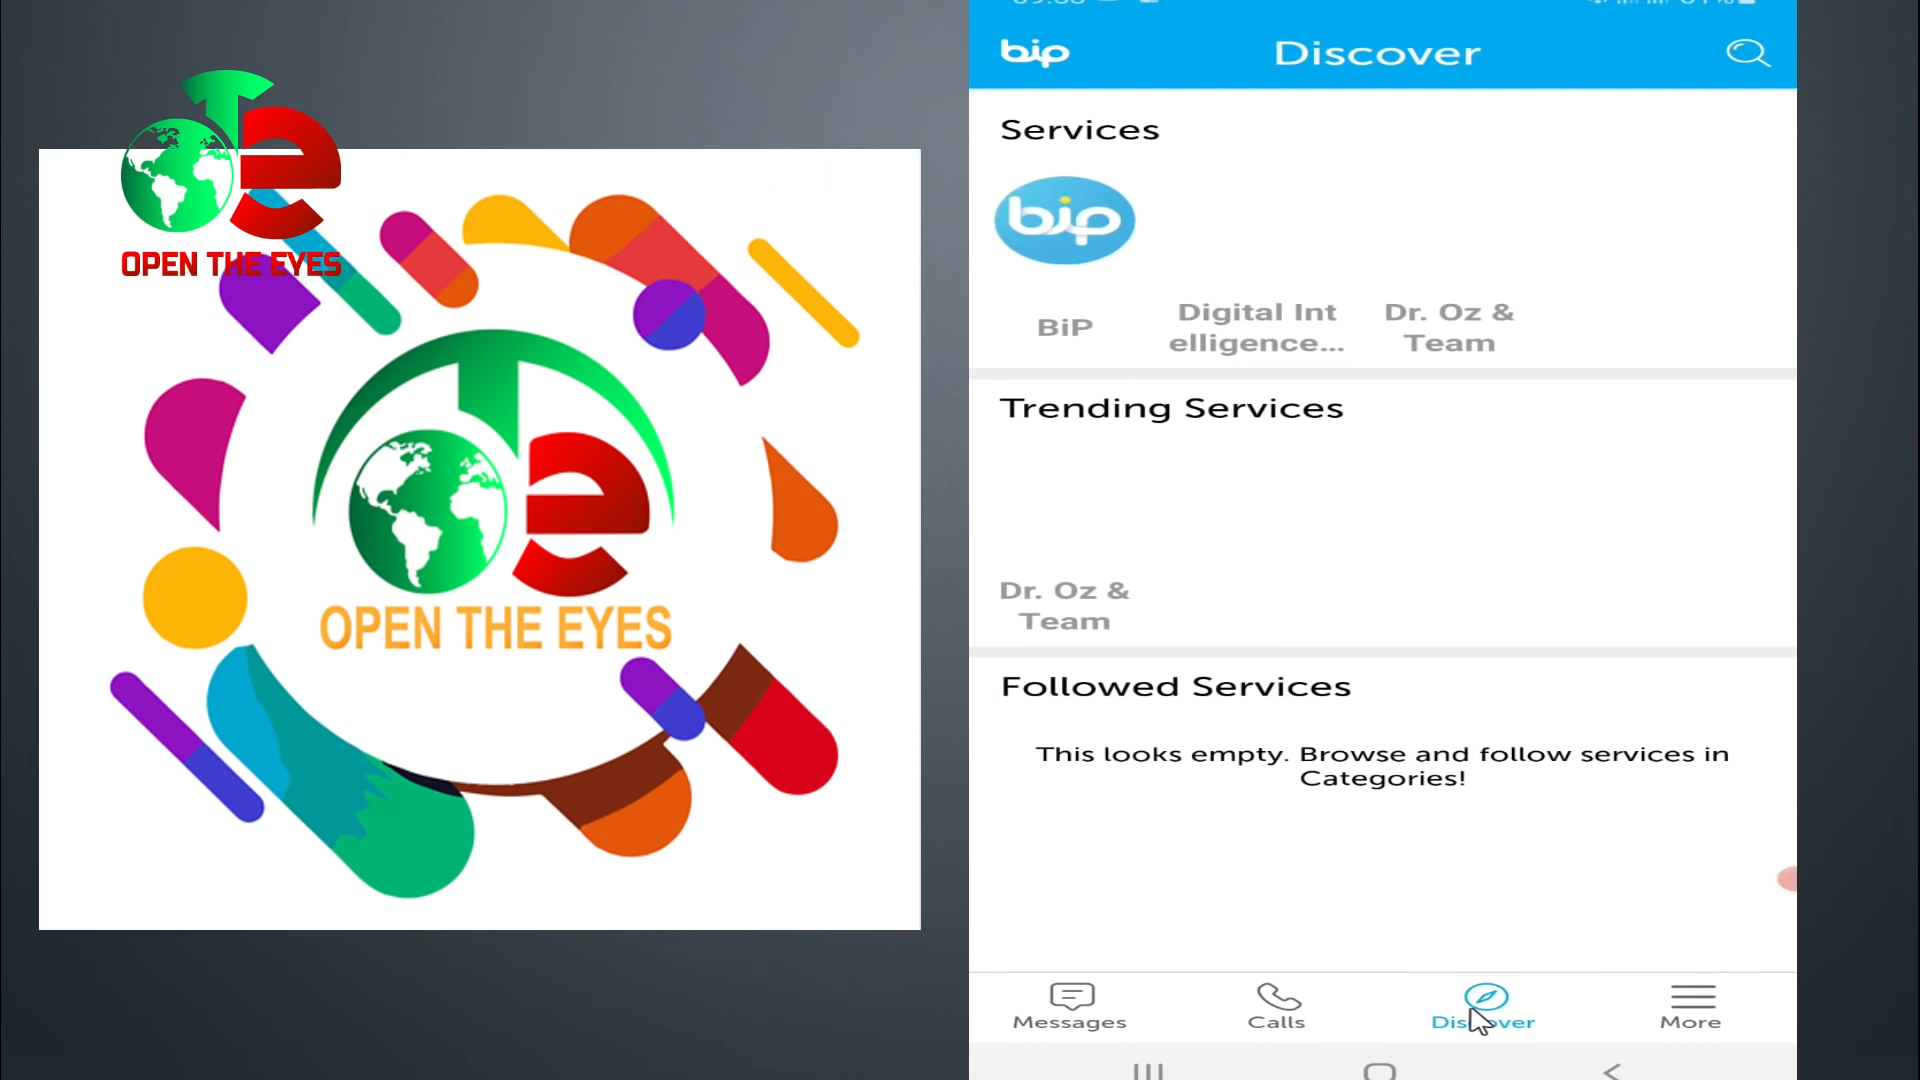 OPEN THE EYES
OPEN THE EYES
bip
Discover
Services
bip
BiP
Digital Int
elligence...
Dr. Oz &
Team
Trending Services
Dr. Oz &
Team
Followed Services
This looks empty. Browse and follow services in
Categories!
Messages
Calls
Discover
More